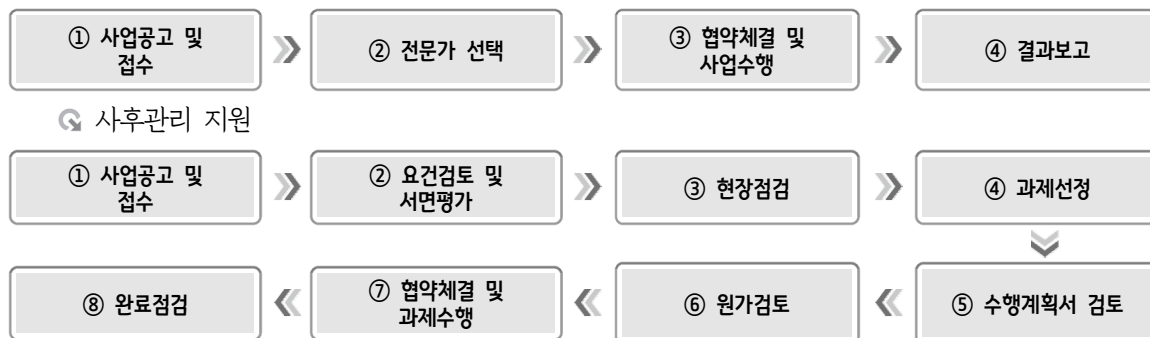 ① 사업공고 및
접수
② 전문가 선택
③ 협약체결 및
사업수행
④ 결과보고
사후관리 지원
① 사업공고 및
접수
② 요건검토 및
서면평가
③ 현장점검
④ 과제선정
⑤ 수행계획서 검토
⑥ 원가검토
⑦ 협약체결 및
과제수행
⑧ 완료점검